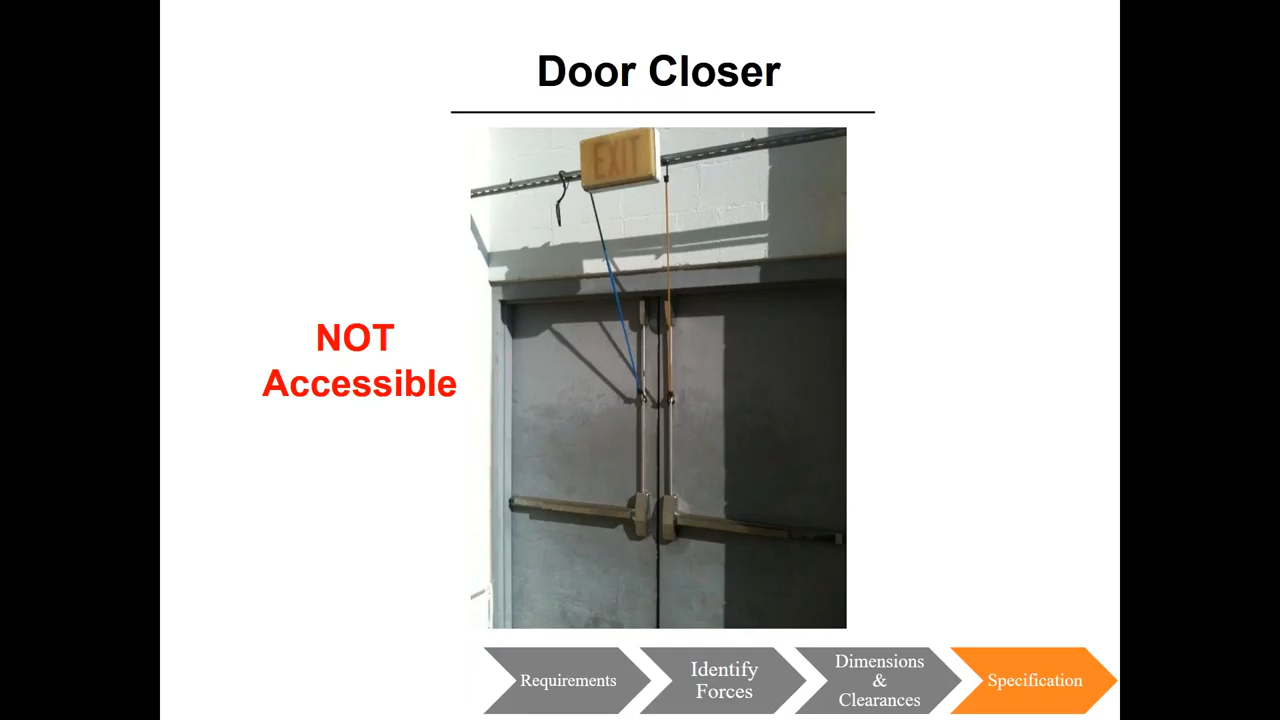 Door Closer
EXIT
NOT
Accessible
Requirements
Identify
Forces
Dimensions
&
Clearances
Specification